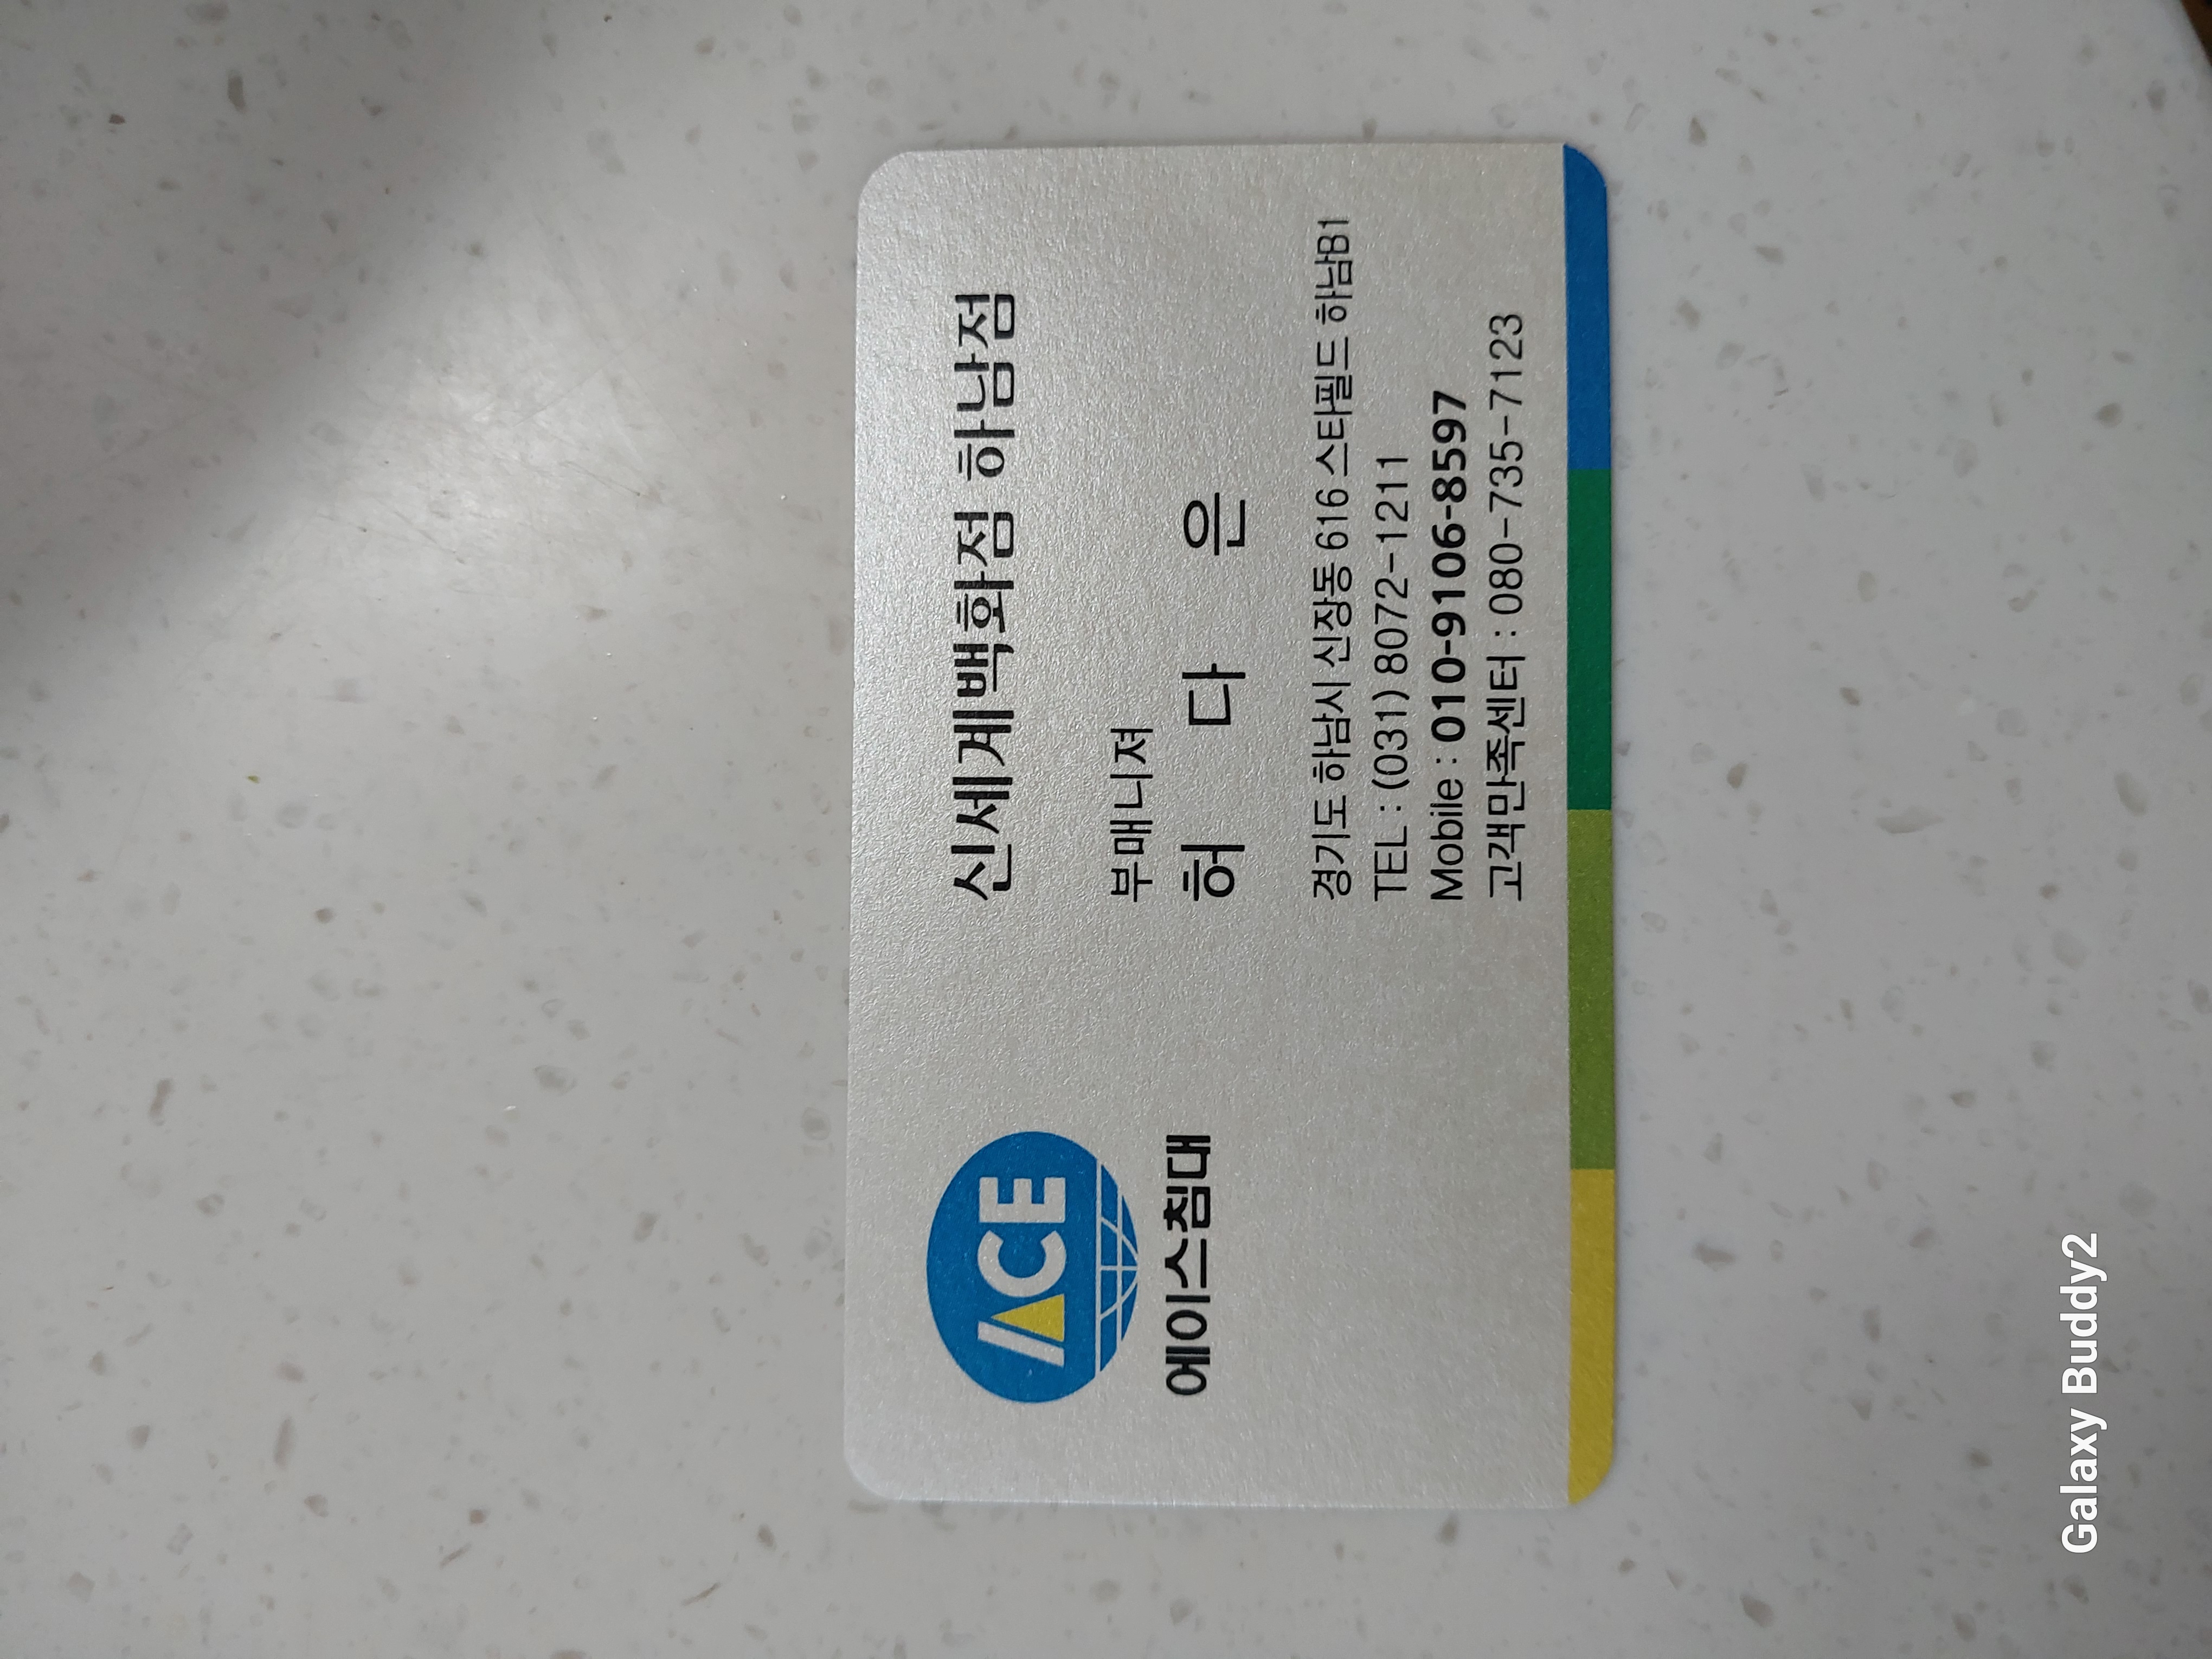 ACE
에이스침대
신세계백화점 하남점
부매니져
허 다 은
경기도 하남시 신장동 616 스타필드 하남B1
TEL : (031) 8072-1211
Mobile : 010-9106-8597
고객만족센터 : 080-735-7123
Galaxy Buddy2